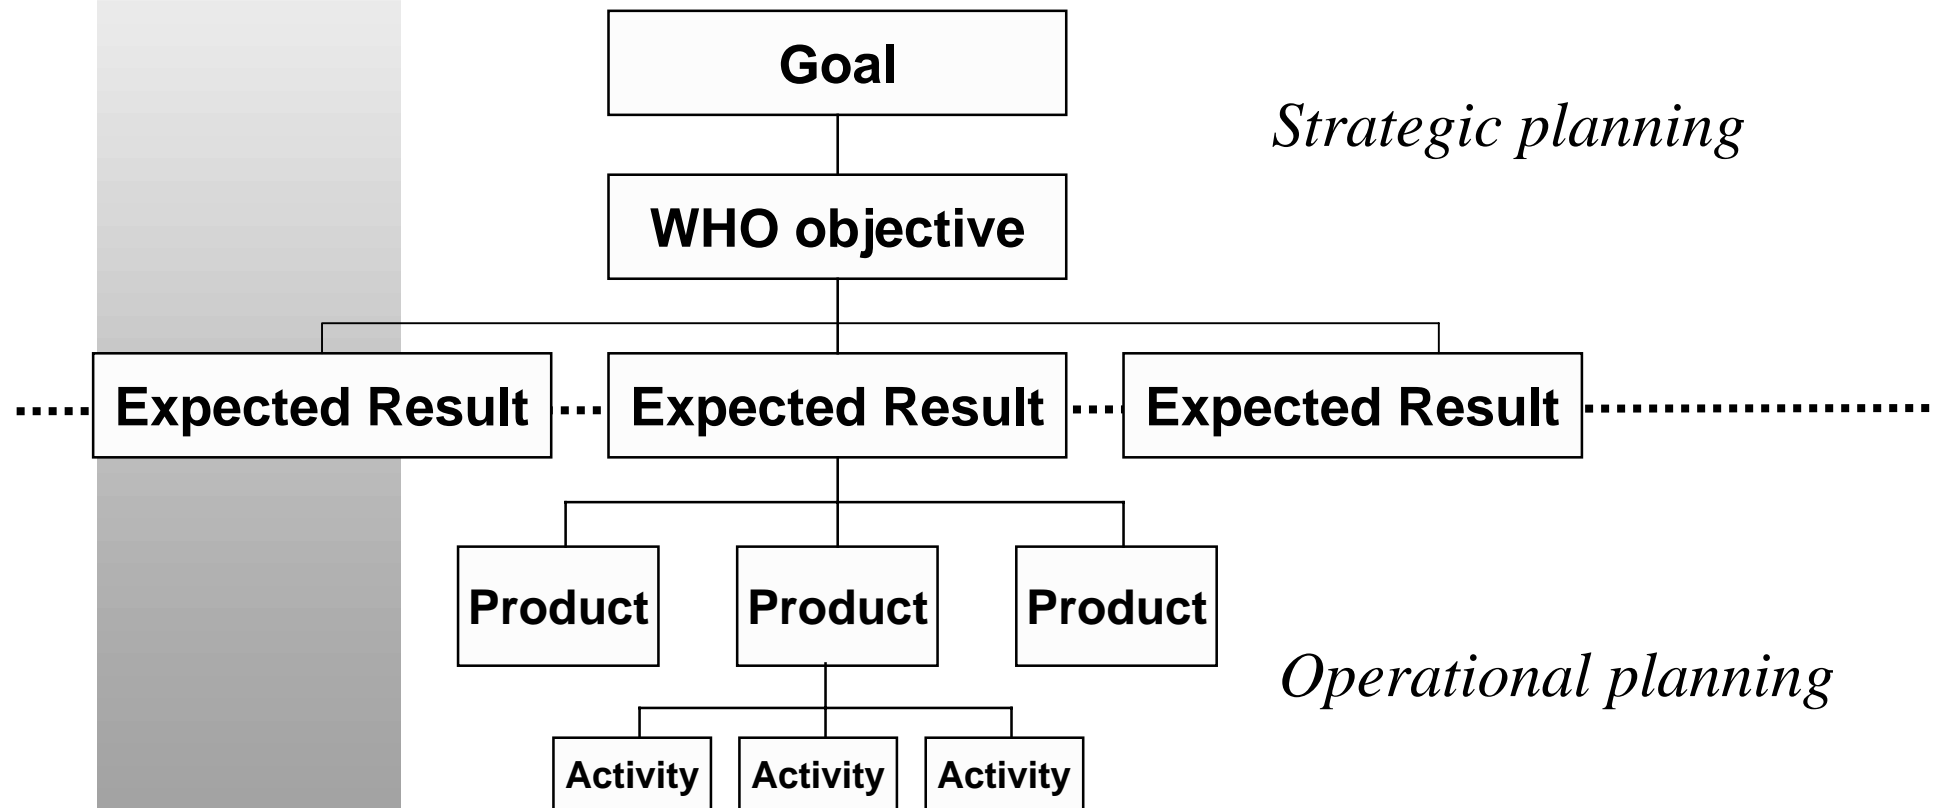 Goal
Strategic planning
WHO objective
Expected Result
Expected Result
Expected Result
Product
Product
Product
Operational planning
Activity
Activity
Activity